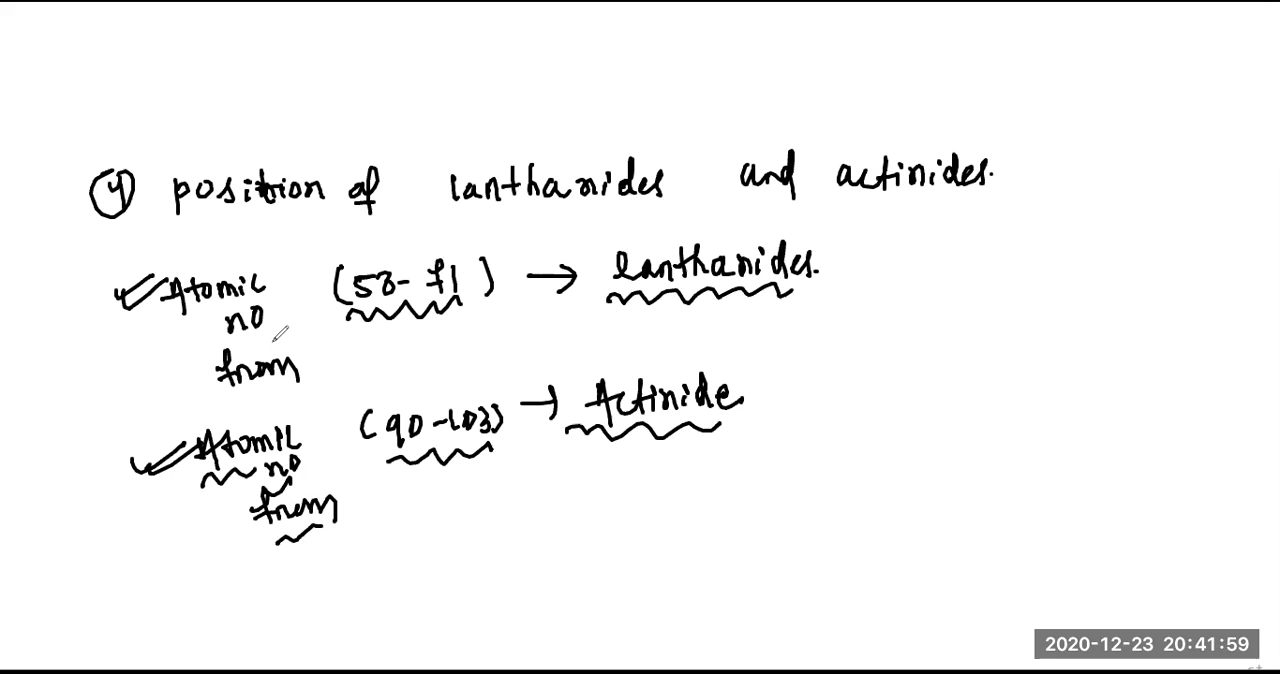 ④ position of lanthanides and actinides.
Atomic no from (58-71) → lanthanides.
Atomic no from (90-103) → Actinide
2020-12-23 20:41:59